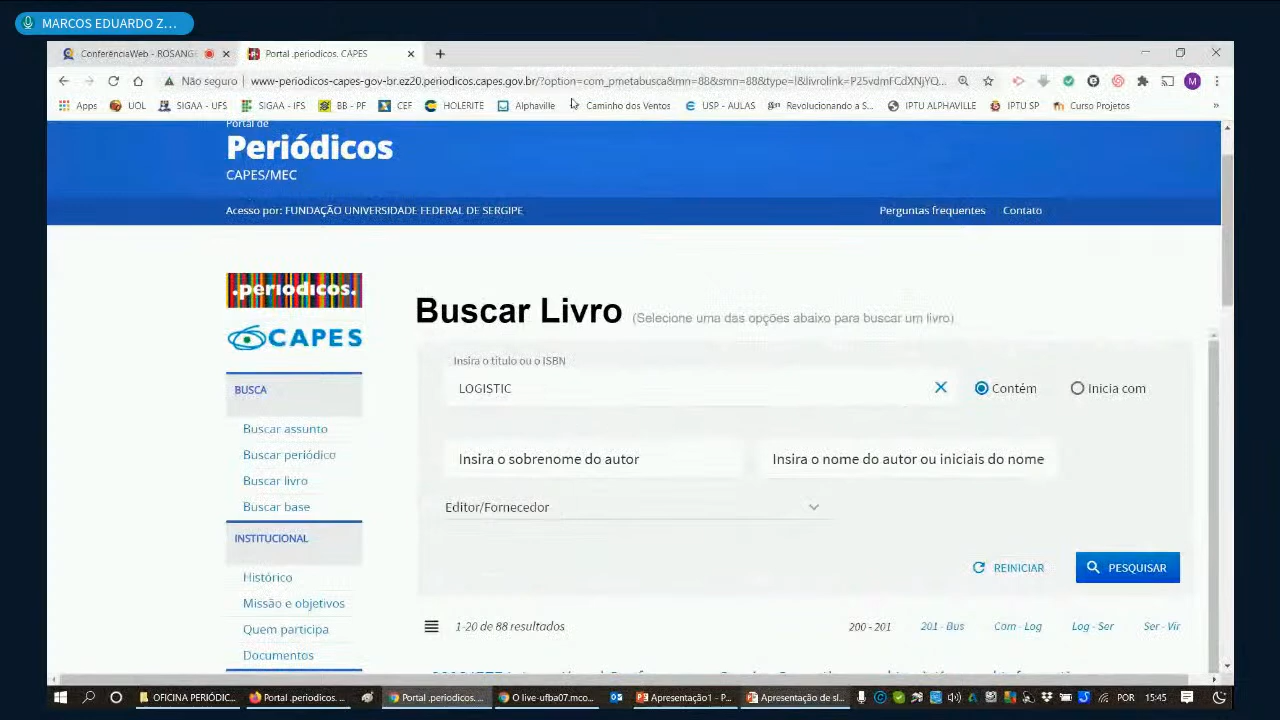 MARCOS EDUARDO Z...
ConferênciaWeb - ROSANGE
Portal .periodicos. CAPES
Não seguro
www-periodicos-capes-gov-br.ez20.periodicos.capes.gov.br/?option=com_pmetabusca&mn=88&smn=88&type=l&livrolink=P25vdmFCdXNjYQ...
Apps UOL SIGAA - UFS SIGAA - IFS BB - PF CEF HOLERITE Alphaville Caminho dos Ventos USP - AULAS Revolucionando a s... IPTU ALPHAVILLE IPTU SP Curso Projetos
Portal de
Periódicos
CAPES/MEC
Acesso por: FUNDAÇÃO UNIVERSIDADE FEDERAL DE SERGIPE
Perguntas frequentes Contato
.periodicos.
CAPES
BUSCA
Buscar assunto
Buscar periódico
Buscar livro
Buscar base
INSTITUCIONAL
Histórico
Missão e objetivos
Quem participa
Documentos
Buscar Livro (Selecione uma das opções abaixo para buscar um livro)
Insira o título ou o ISBN
LOGISTIC
Contém Inicia com
Insira o sobrenome do autor Insira o nome do autor ou iniciais do nome
Editor/Fornecedor
REINICIAR PESQUISAR
1-20 de 88 resultados
200 - 201 201 - Bus Com - Log Log - Ser Ser - Vir
OFICINA PERIÓDIC... Portal .periodicos. ... Portal .periodicos. ... O live-ufba07.mco... Apresentação1 - P... Apresentação de sl... POR 15:45